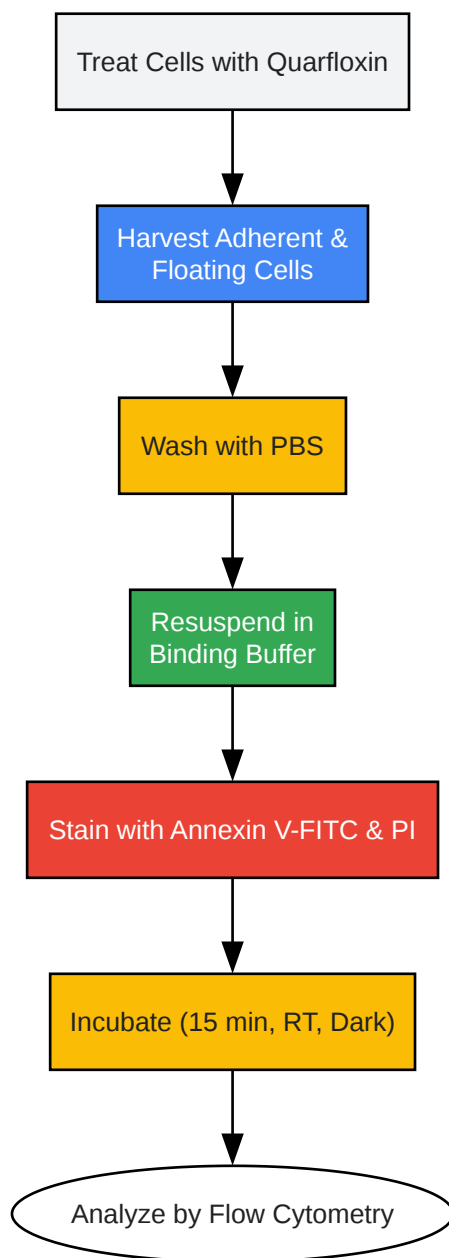 Treat Cells with Quarfloxin
Harvest Adherent &
Floating Cells
Wash with PBS
Resuspend in
Binding Buffer
Stain with Annexin V-FITC & PI
Incubate (15 min, RT, Dark)
Analyze by Flow Cytometry